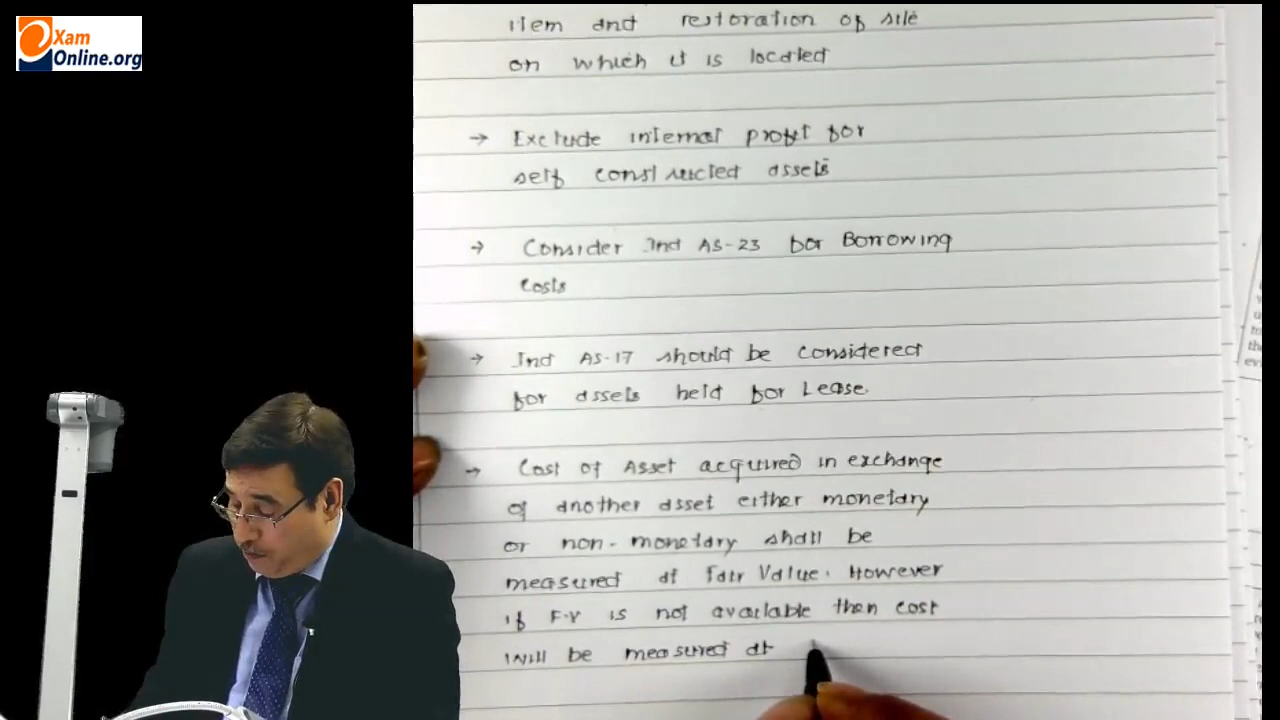 Xam
Online.org
item and restoration of site
on which it is located
→ Exclude internal profit for
self constructed assets
→ Consider Ind AS-23 for Borrowing
costs
→ Ind AS-17 should be considered
for assets held for Lease.
→ Cost of Asset acquired in exchange
of another asset either monetary
or non-monetary shall be
measured at Fair Value. However
if F.V is not available then cost
will be measured at